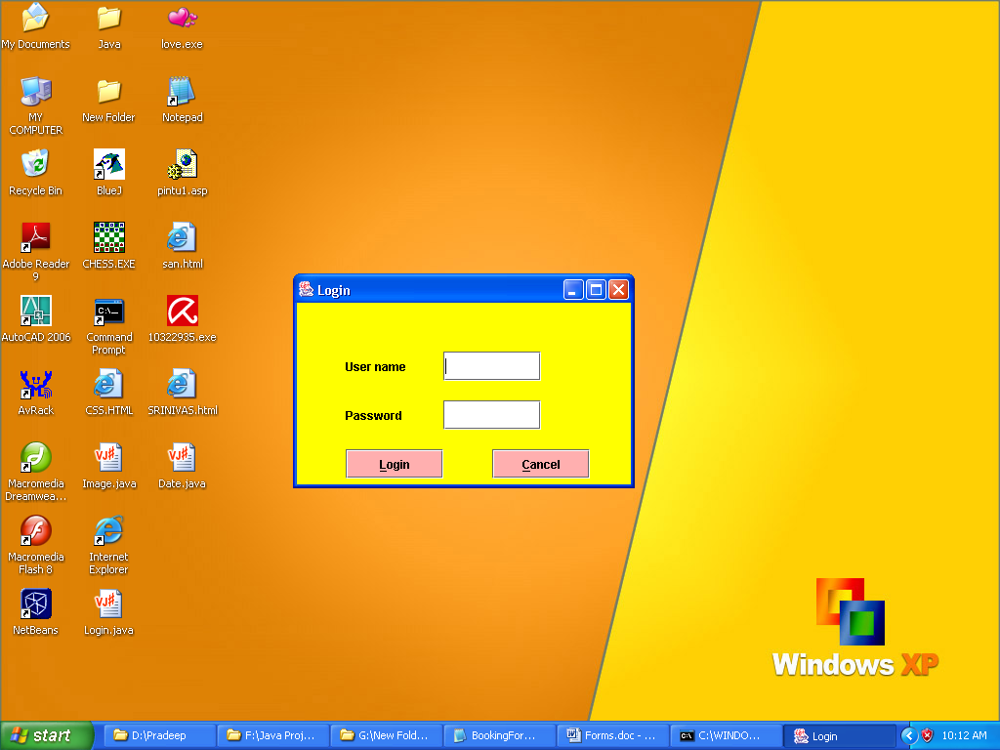 My Documents
Java
love.exe
MY
COMPUTER
New Folder
Notepad
Recycle Bin
BlueJ
pintu1.asp
Adobe Reader
9
CHESS.EXE
san.html
AutoCAD 2006
C:\
Command
Prompt
10322935.exe
AvRack
CSS.HTML
SRINIVAS.html
Macromedia
Dreamwea...
VJ#
Image.java
VJ#
Date.java
Macromedia
Flash 8
Internet
Explorer
NetBeans
VJ#
Login.java
Login
User name
Password
Login
Cancel
Windows XP
start
D:\Pradeep
F:\Java Proj...
G:\New Fold...
BookingFor...
Forms.doc - ...
C:\WINDO...
Login
10:12 AM